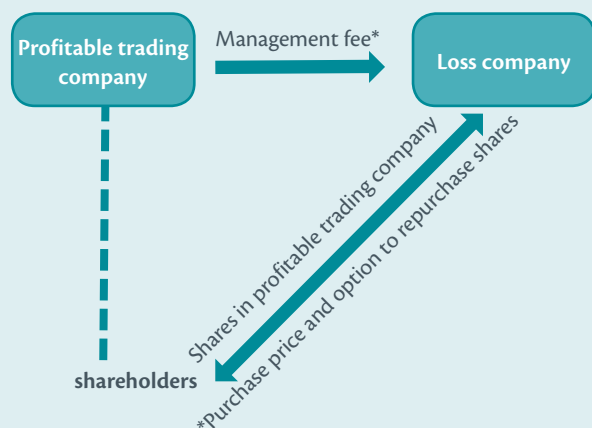 Profitable trading
company
Management fee*
Loss company
Shares in profitable trading company
*Purchase price and option to repurchase shares
shareholders